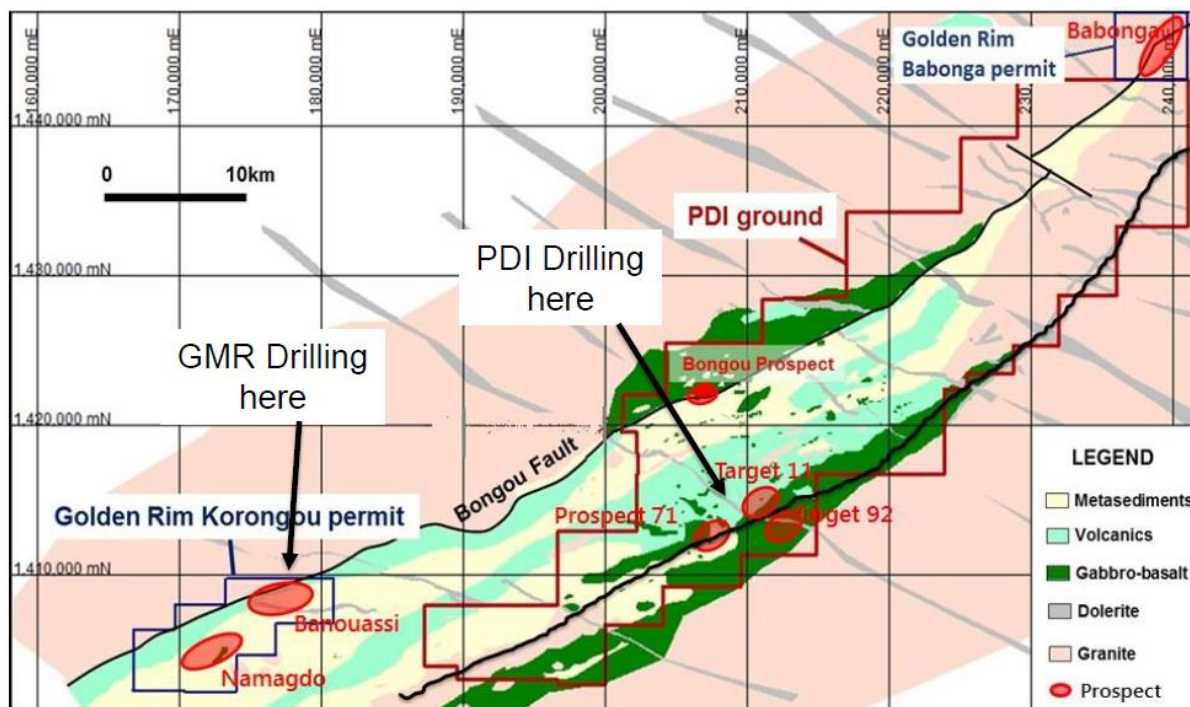 160,000 mE
170,000 mE
180,000 mE
190,000 mE
200,000 mE
210,000 mE
220,000 mE
230,000 mE
240,000 mE
Golden Rim
Babonga permit
Babonga
1,440,000 mN
0 10km
PDI ground
1,430,000 mN
PDI Drilling
here
GMR Drilling
here
Bongou Prospect
1,420,000 mN
Bongou Fault
Target 11
Prospect 71
Target 92
Golden Rim Korongou permit
1,410,000 mN
Banouassi
Namagdo
LEGEND
Metasediments
Volcanics
Gabbro-basalt
Dolerite
Granite
Prospect